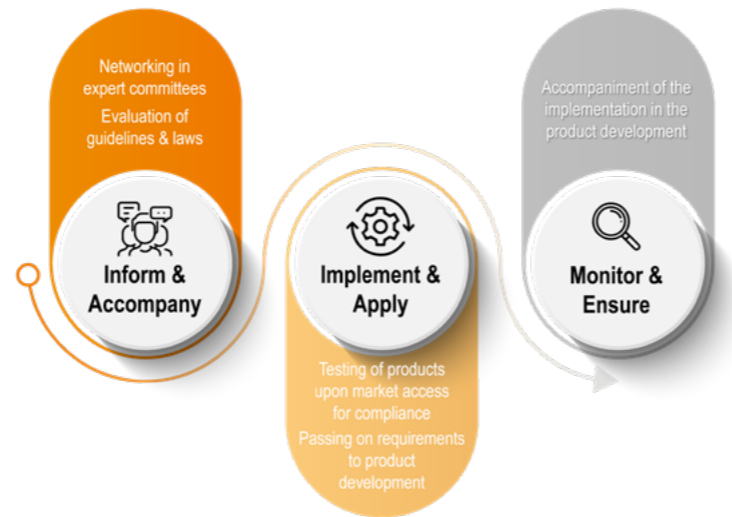 Networking in
expert committees
Evaluation of
guidelines & laws
Inform &
Accompany
Implement &
Apply
Testing of products
upon market access
for compliance
Passing on requirements
to product
development
Accompaniment of the
implementation in the
product development
Monitor &
Ensure